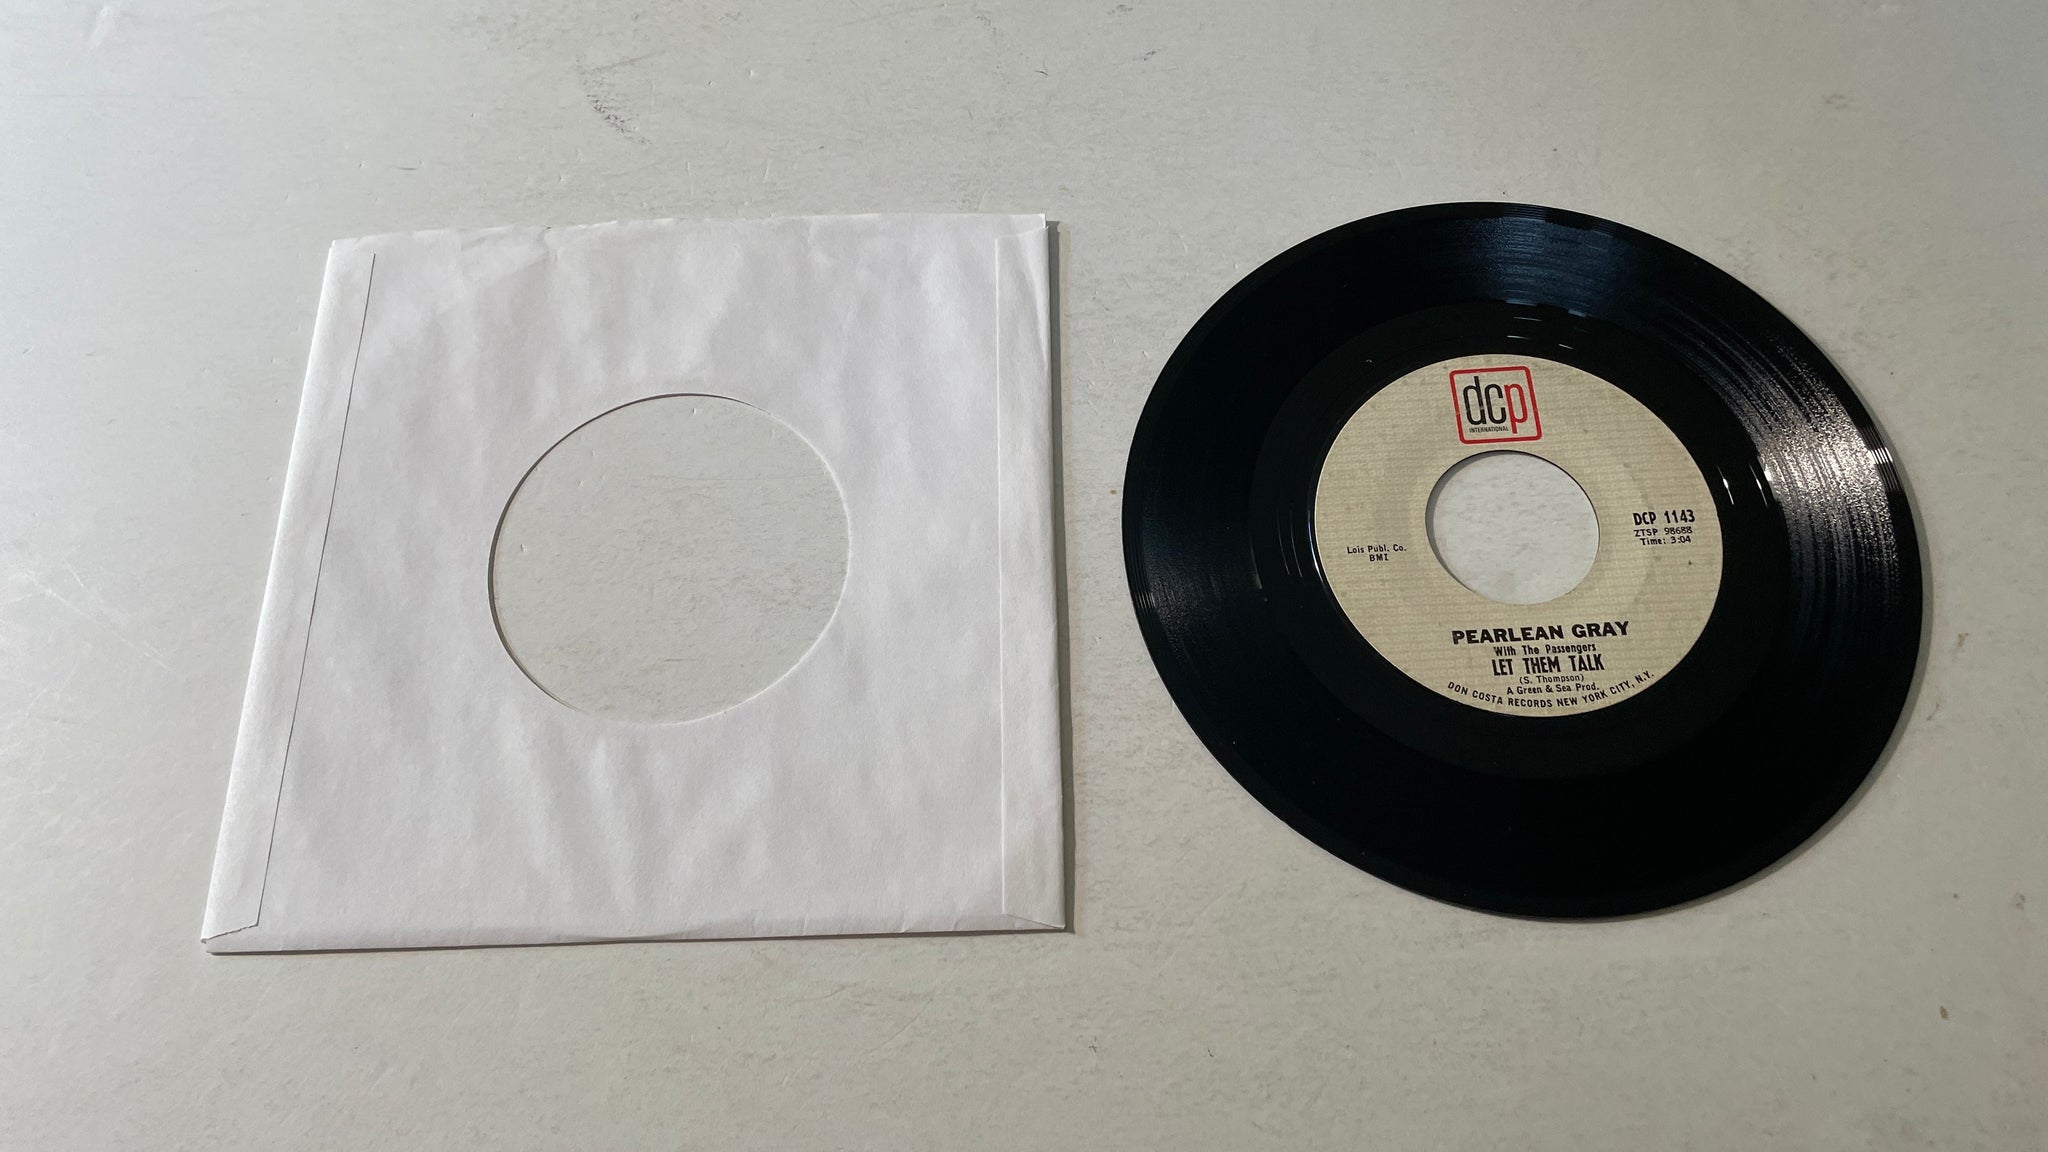 dcp
INTERNATIONAL
DCP 1143
ZTSP 98688
Time: 3:04
Lois Publ. Co.
BMI
PEARLEAN GRAY
With The Passengers
LET THEM TALK
(S. Thompson)
A Green & Sea Prod.
DON COSTA RECORDS NEW YORK CITY, N.Y.